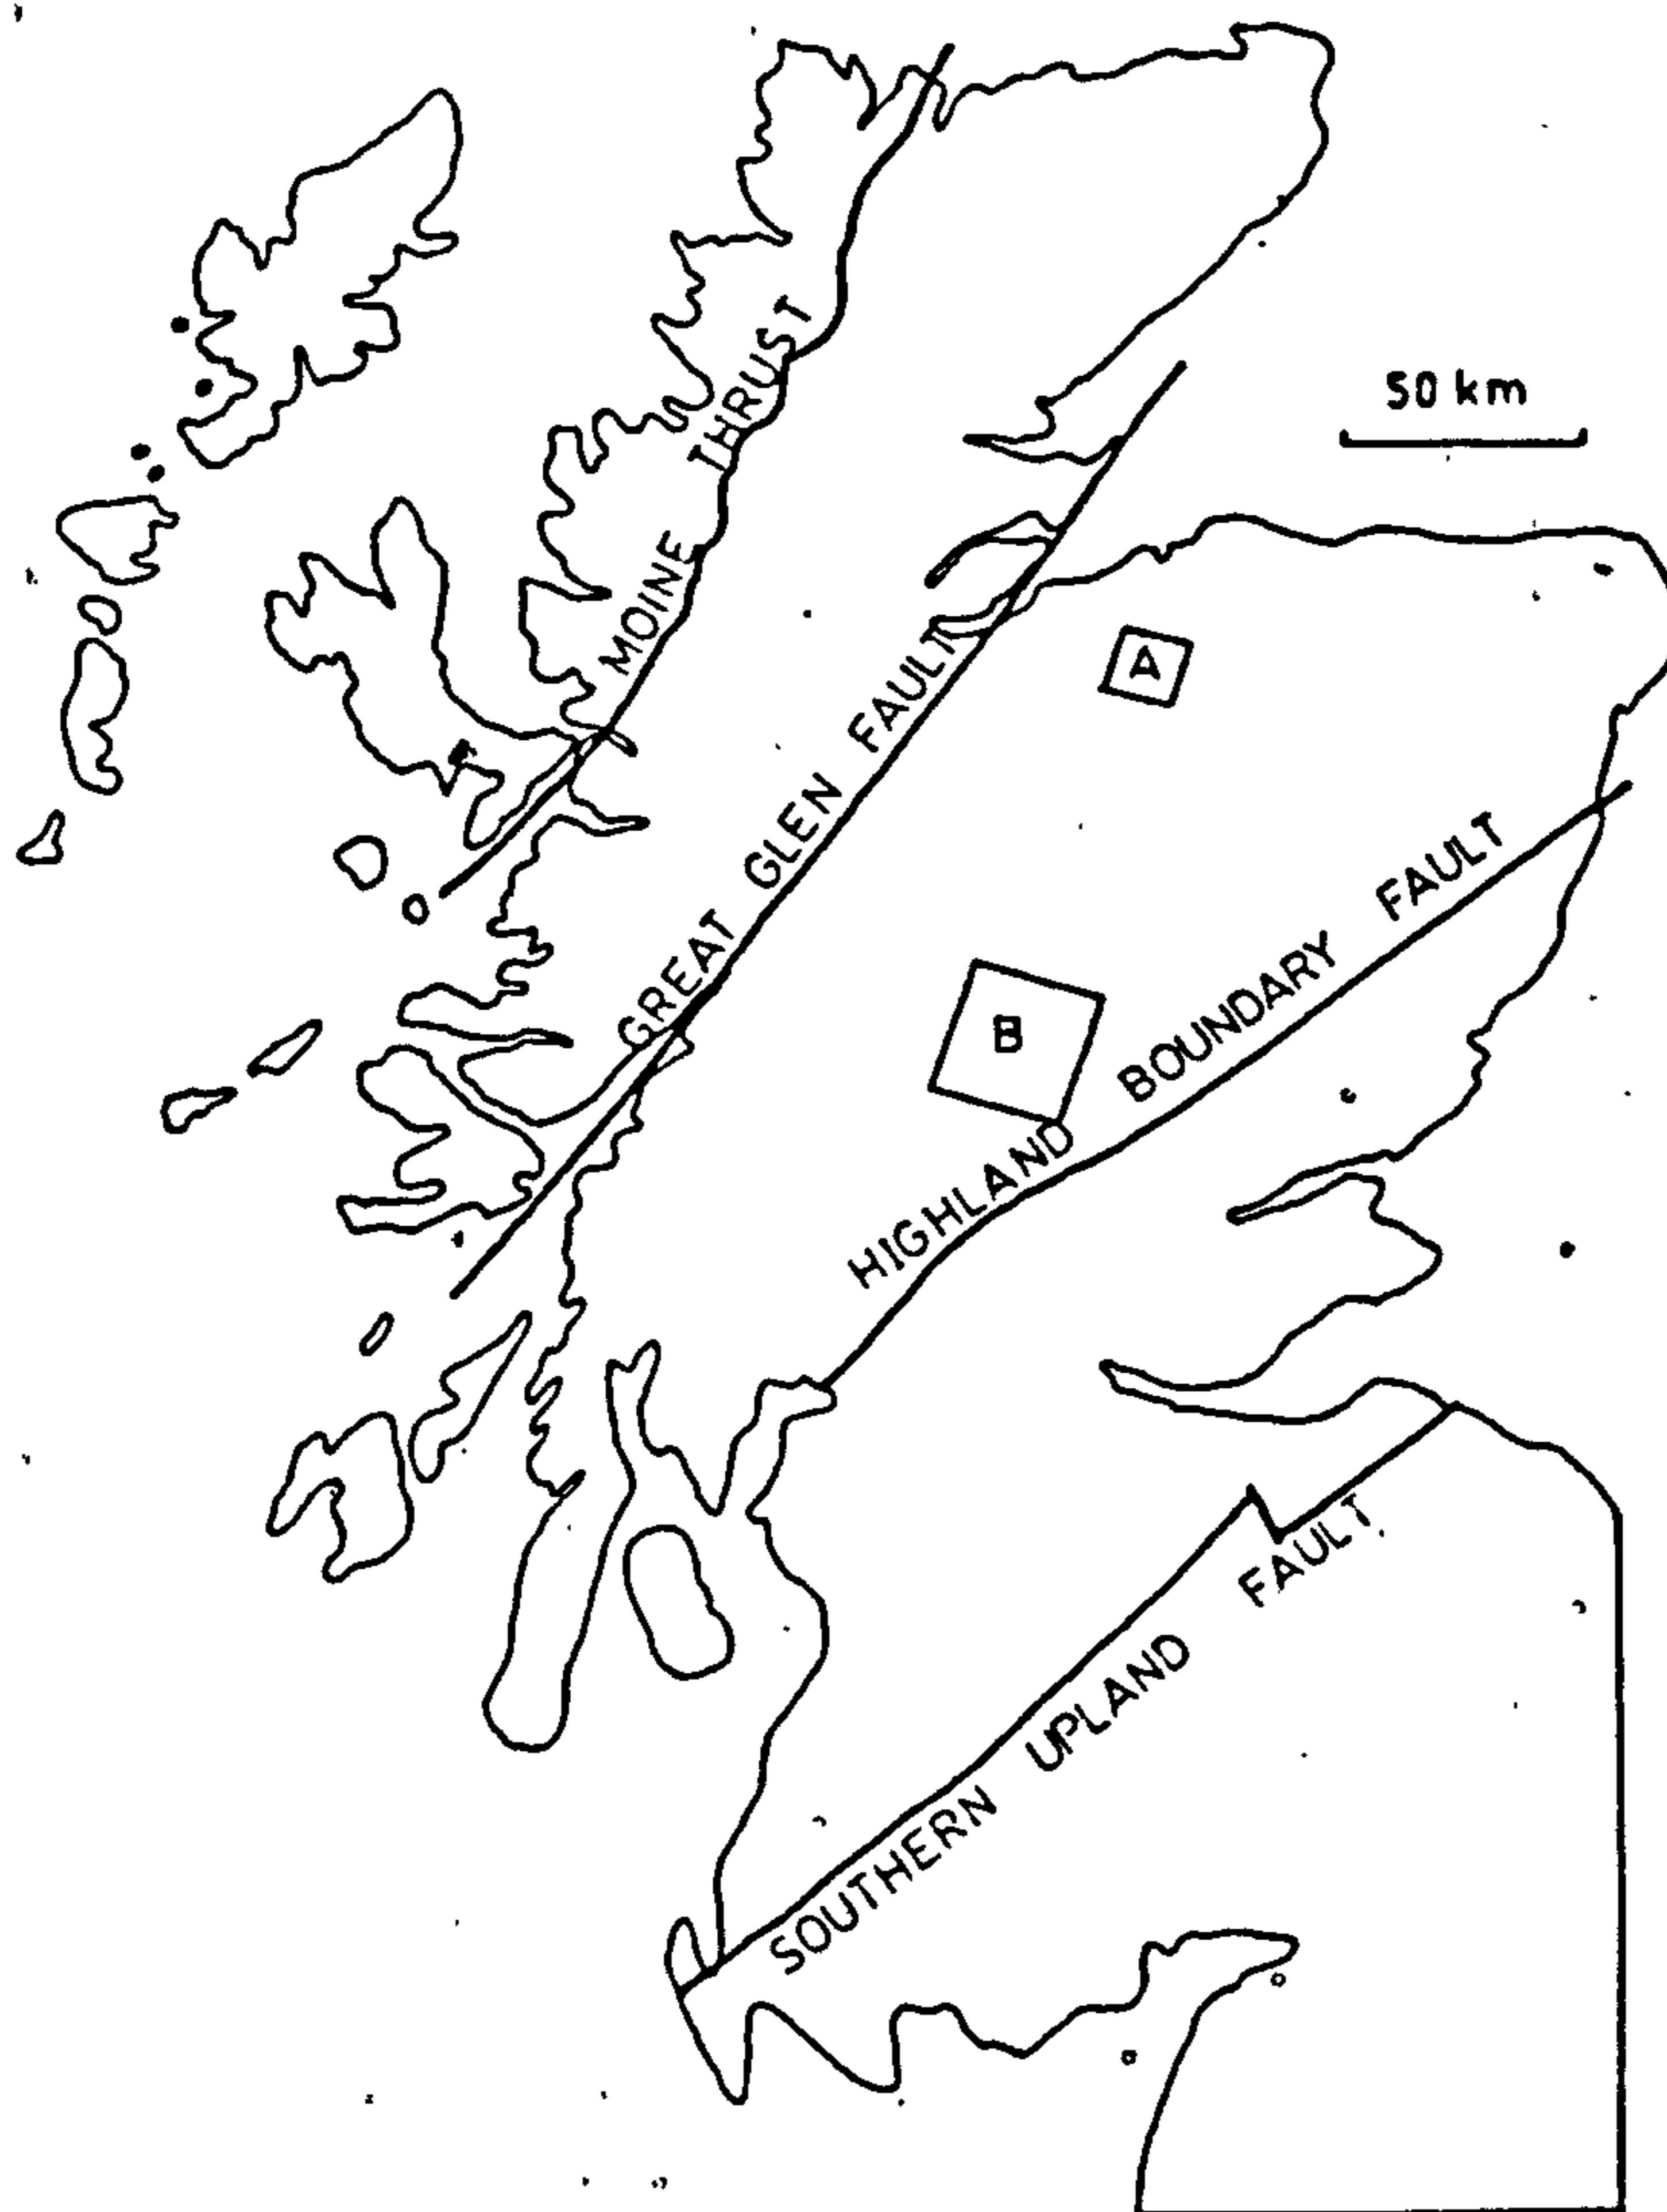 MOINE THRUST
50 km
GREAT GLEN FAULT
A
B
HIGHLAND BOUNDARY FAULT
SOUTHERN UPLAND FAULT